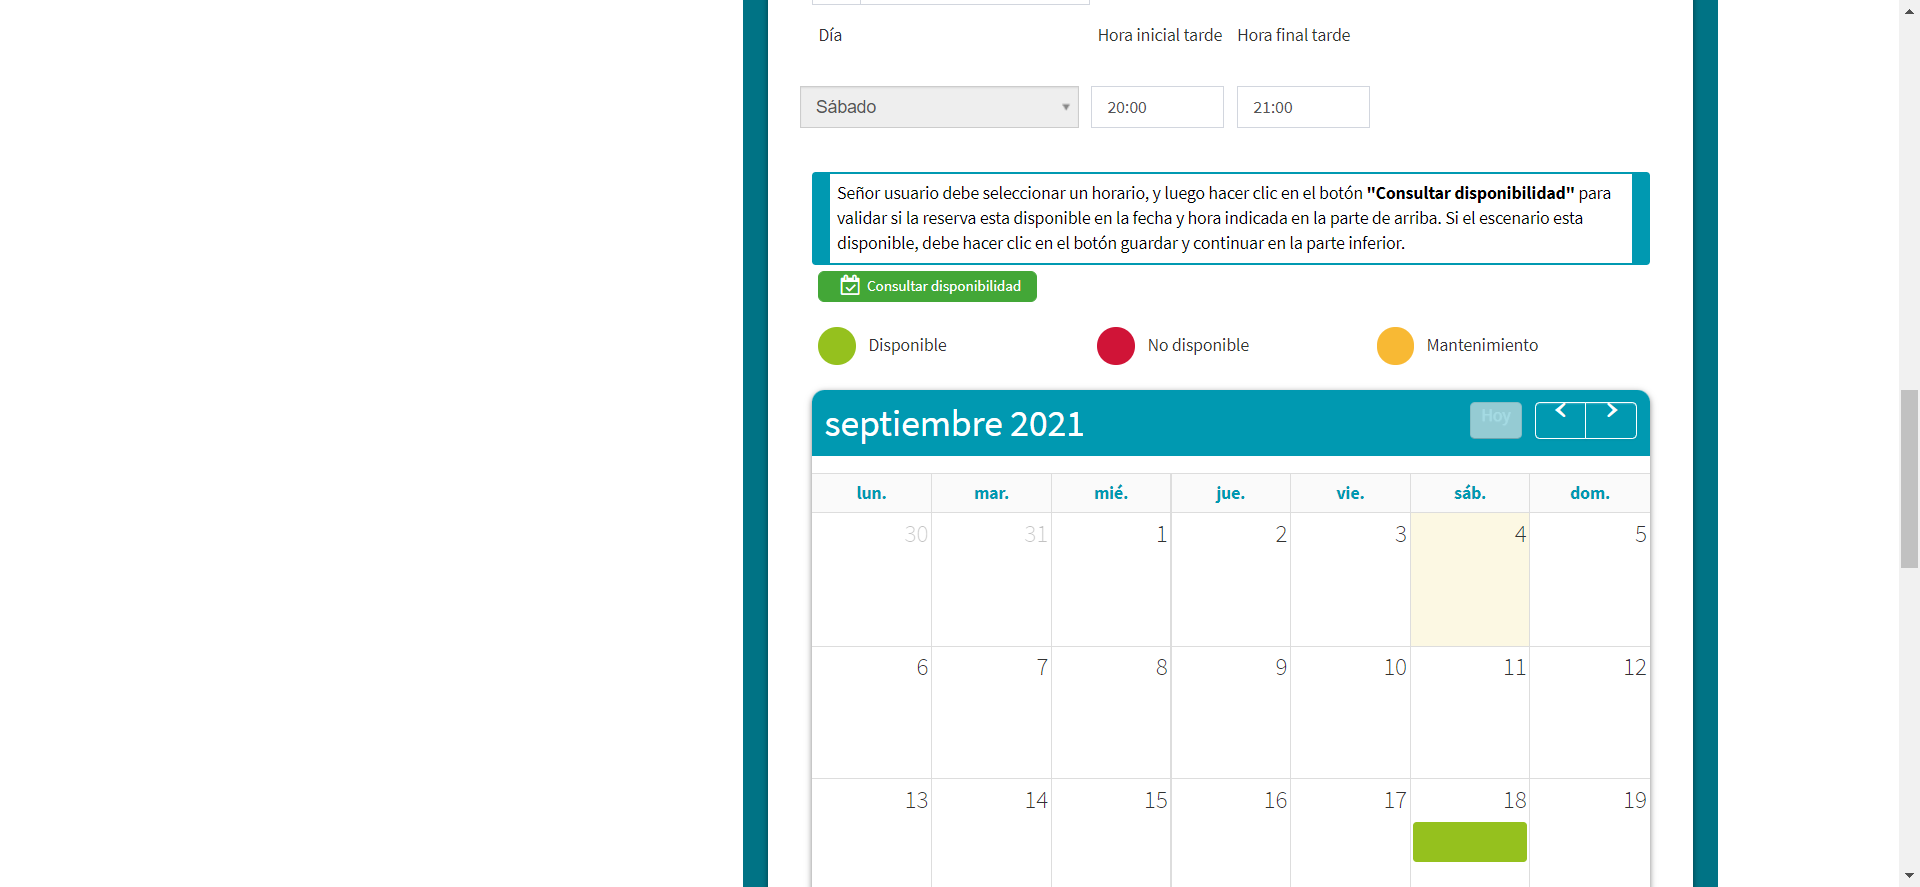 Día Hora inicial tarde Hora final tarde
Sábado 20:00 21:00
Señor usuario debe seleccionar un horario, y luego hacer clic en el botón "Consultar disponibilidad" para
validar si la reserva esta disponible en la fecha y hora indicada en la parte de arriba. Si el escenario esta
disponible, debe hacer clic en el botón guardar y continuar en la parte inferior.
Consultar disponibilidad
Disponible No disponible Mantenimiento
septiembre 2021 Hoy
lun. mar. mié. jue. vie. sáb. dom.
30 31 1 2 3 4 5
6 7 8 9 10 11 12
13 14 15 16 17 18 19